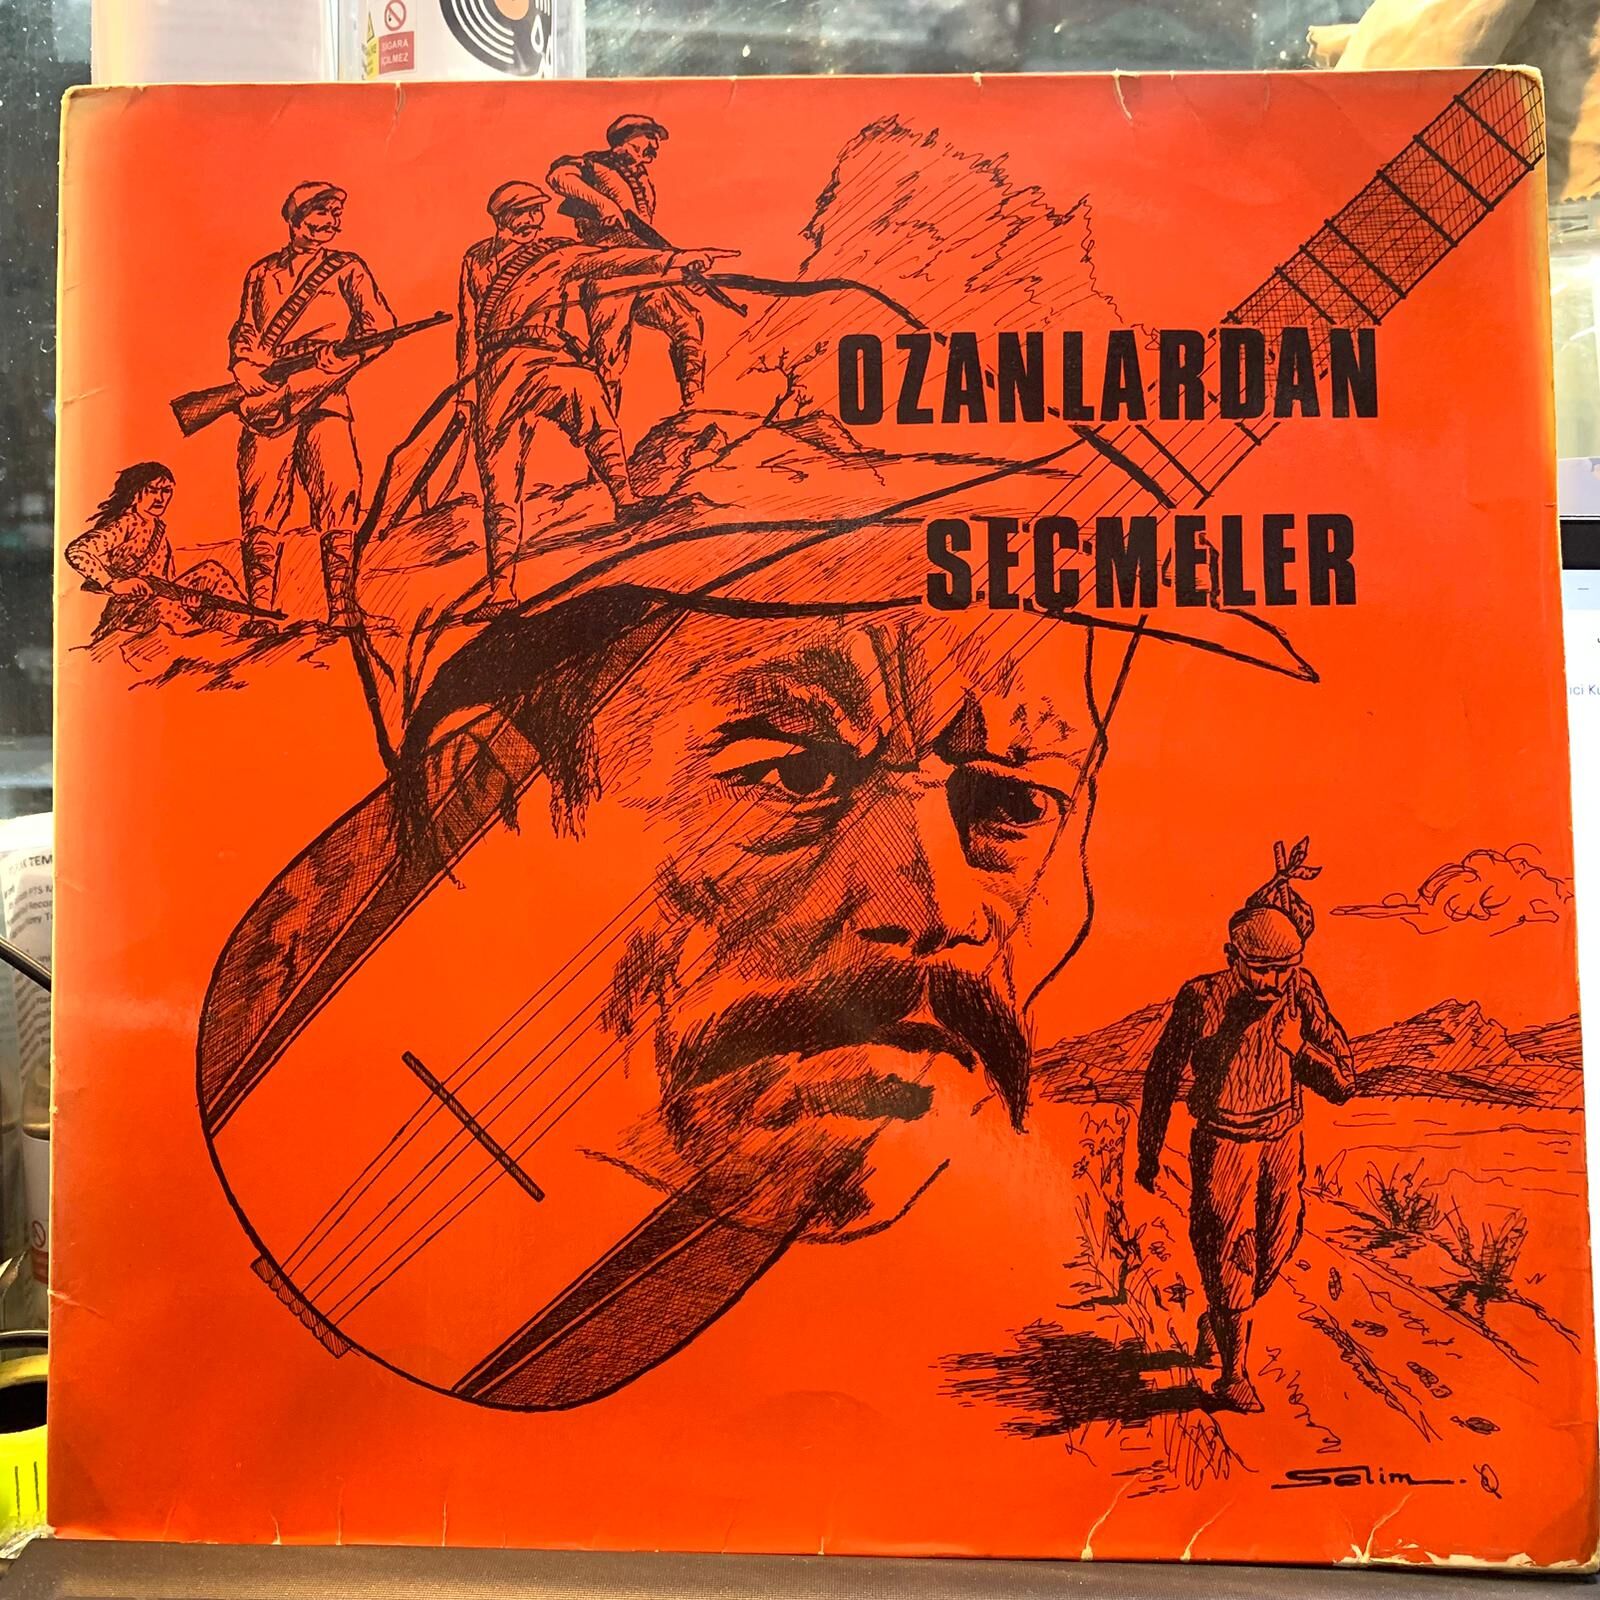 SİGARA
İÇİLMEZ
OZANLARDAN
SEÇMELER
Selim